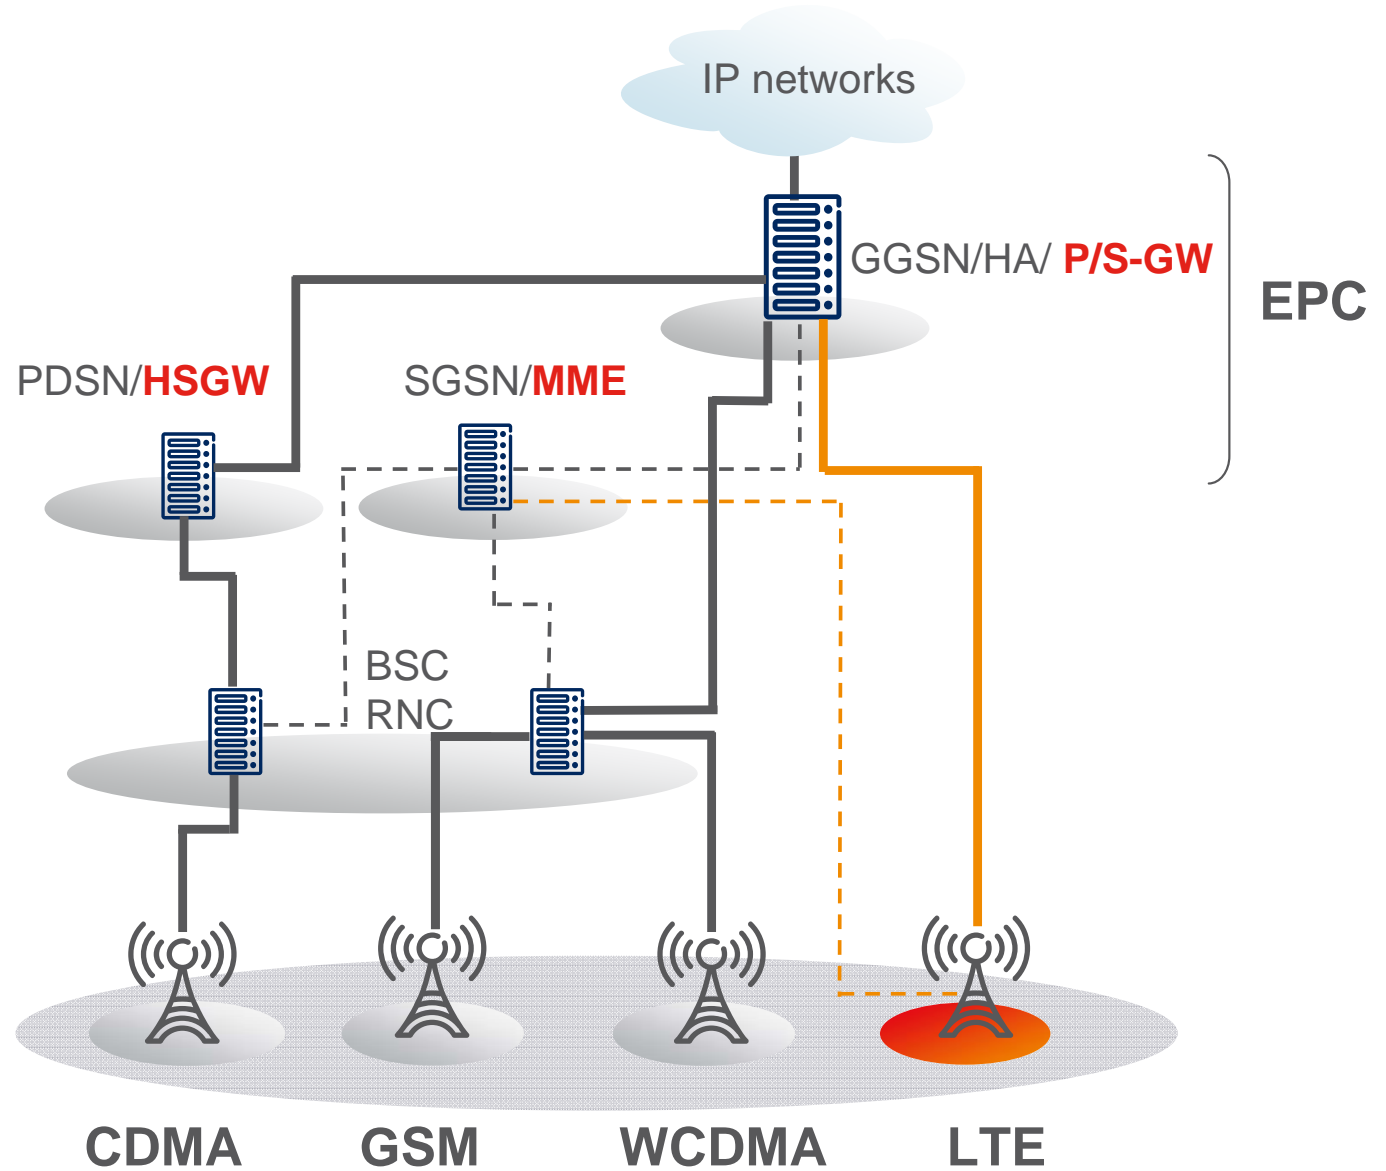 IP networks
GGSN/HA/ P/S-GW
EPC
PDSN/HSGW
SGSN/MME
BSC
RNC
CDMA
GSM
WCDMA
LTE